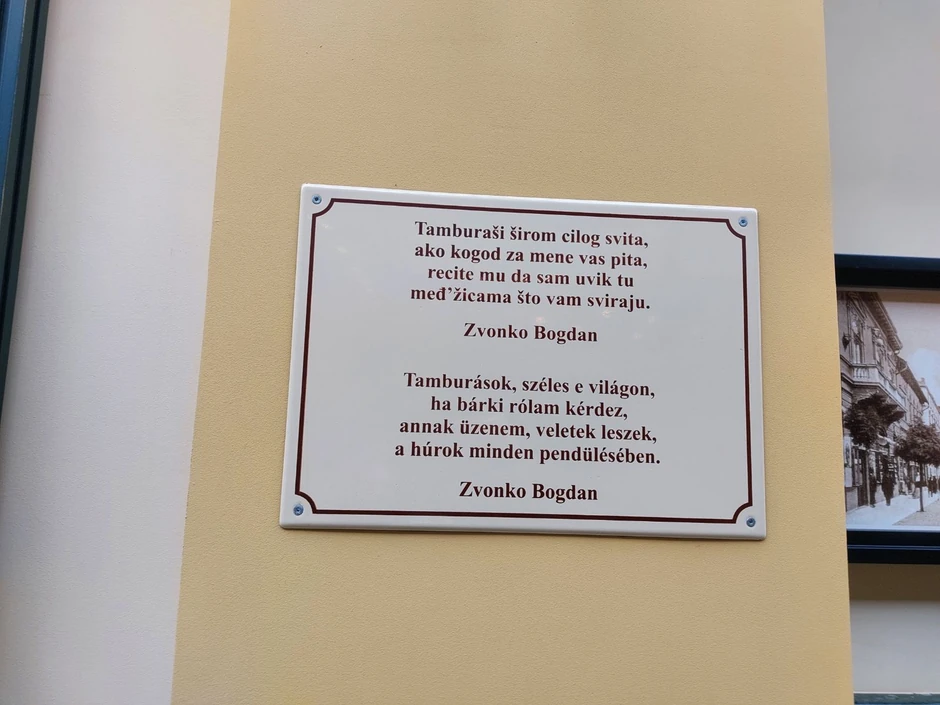 Tamburaši širom cilog svita,
ako kogod za mene vas pita,
recite mu da sam uvik tu
međ’žicama što vam sviraju.
Zvonko Bogdan
Tamburások, széles e világon,
ha bárki rólam kérdez,
annak üzenem, veletek leszek,
a húrok minden pendülésében.
Zvonko Bogdan